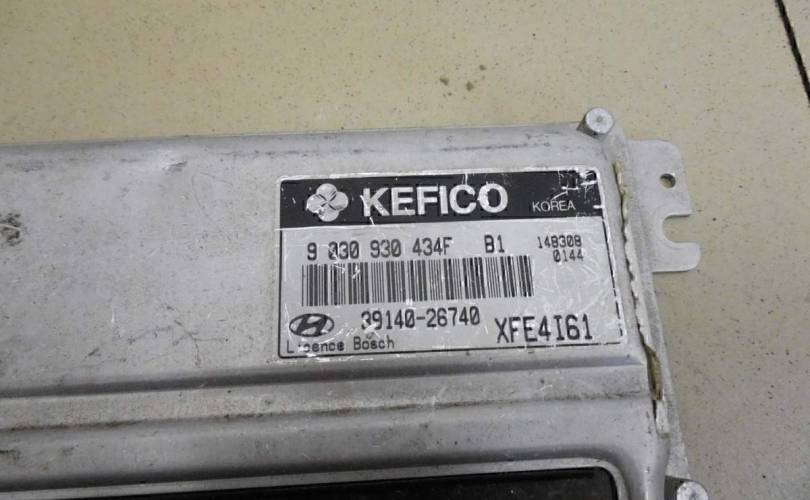 KEFICO KOREA
9 030 930 434F B1 148308
0144
39140-26740 XFE4I61
Licence Bosch